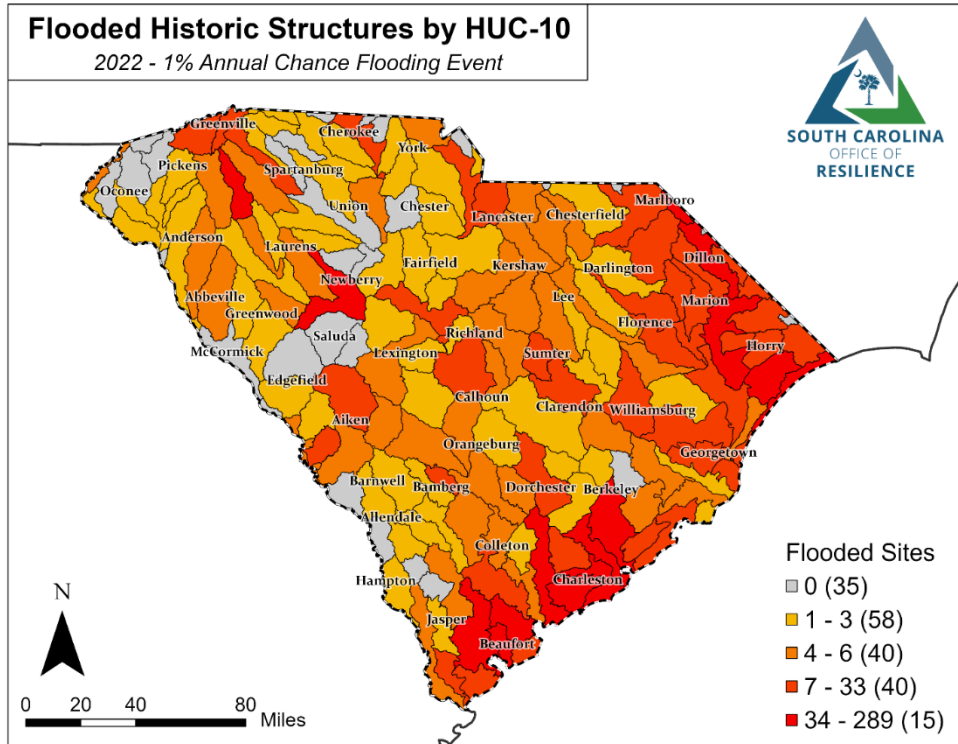 Flooded Historic Structures by HUC-10
2022 - 1% Annual Chance Flooding Event
SOUTH CAROLINA
OFFICE OF
RESILIENCE
Greenville
Cherokee
York
Pickens
Spartanburg
Oconee
Union
Chester
Lancaster
Chesterfield
Marlboro
Anderson
Laurens
Dillon
Fairfield
Kershaw
Darlington
Newberry
Abbeville
Lee
Marion
Greenwood
Florence
Saluda
Richland
Horry
McCormick
Lexington
Sumter
Edgefield
Calhoun
Clarendon
Williamsburg
Aiken
Orangeburg
Georgetown
Barnwell
Bamberg
Dorchester
Berkeley
Allendale
Colleton
Hampton
Charleston
Jasper
Beaufort
Flooded Sites
0 (35)
1 - 3 (58)
4 - 6 (40)
7 - 33 (40)
34 - 289 (15)
N
0 20 40 80
Miles